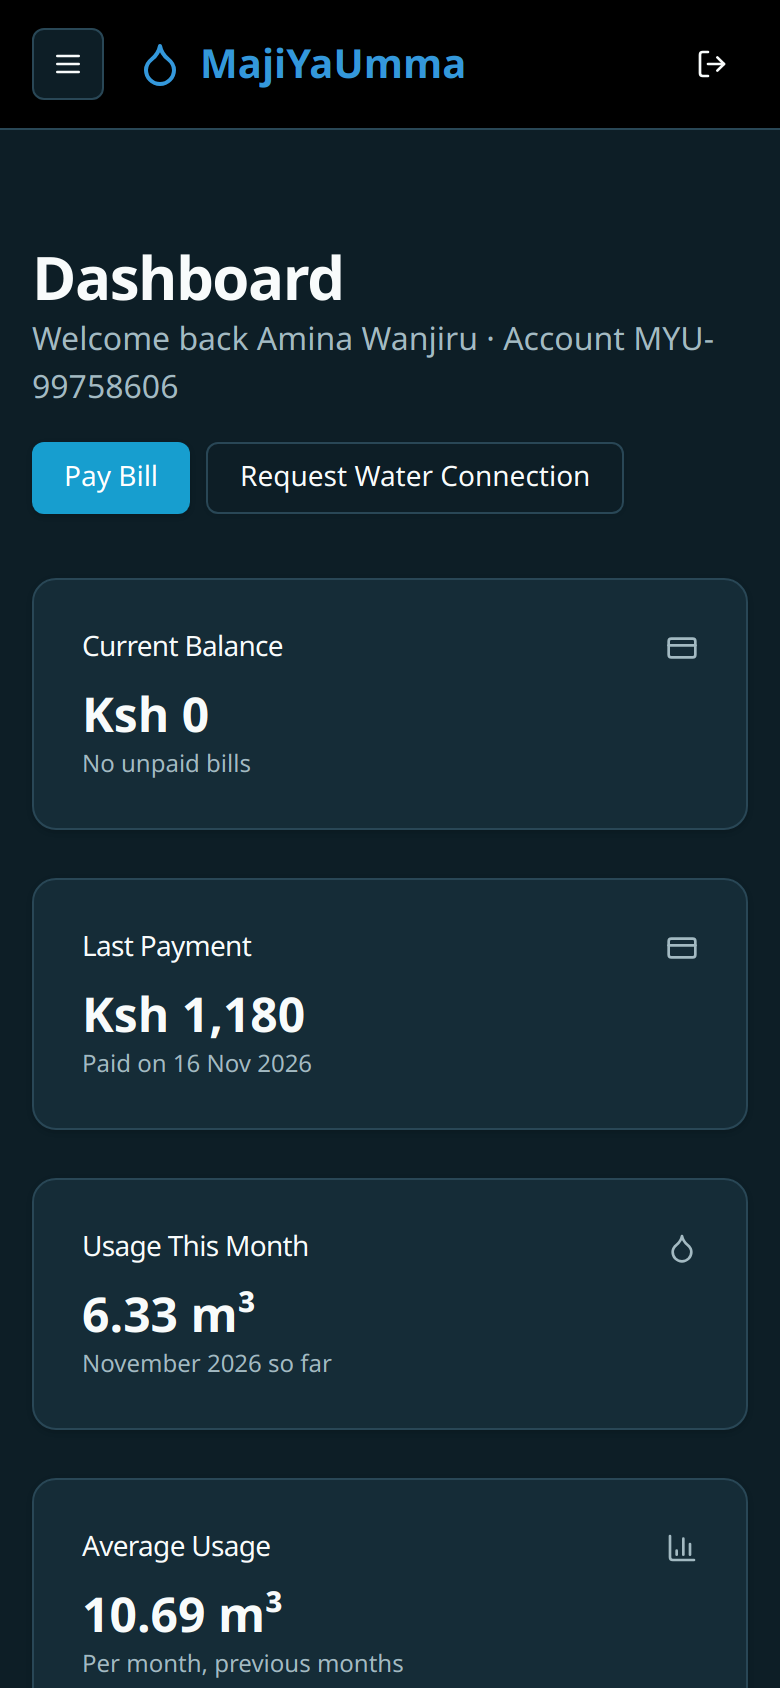 MajiYaUmma
Dashboard
Welcome back Amina Wanjiru · Account MYU-
99758606
Pay Bill
Request Water Connection
Current Balance
Ksh 0
No unpaid bills
Last Payment
Ksh 1,180
Paid on 16 Nov 2026
Usage This Month
6.33 m³
November 2026 so far
Average Usage
10.69 m³
Per month, previous months